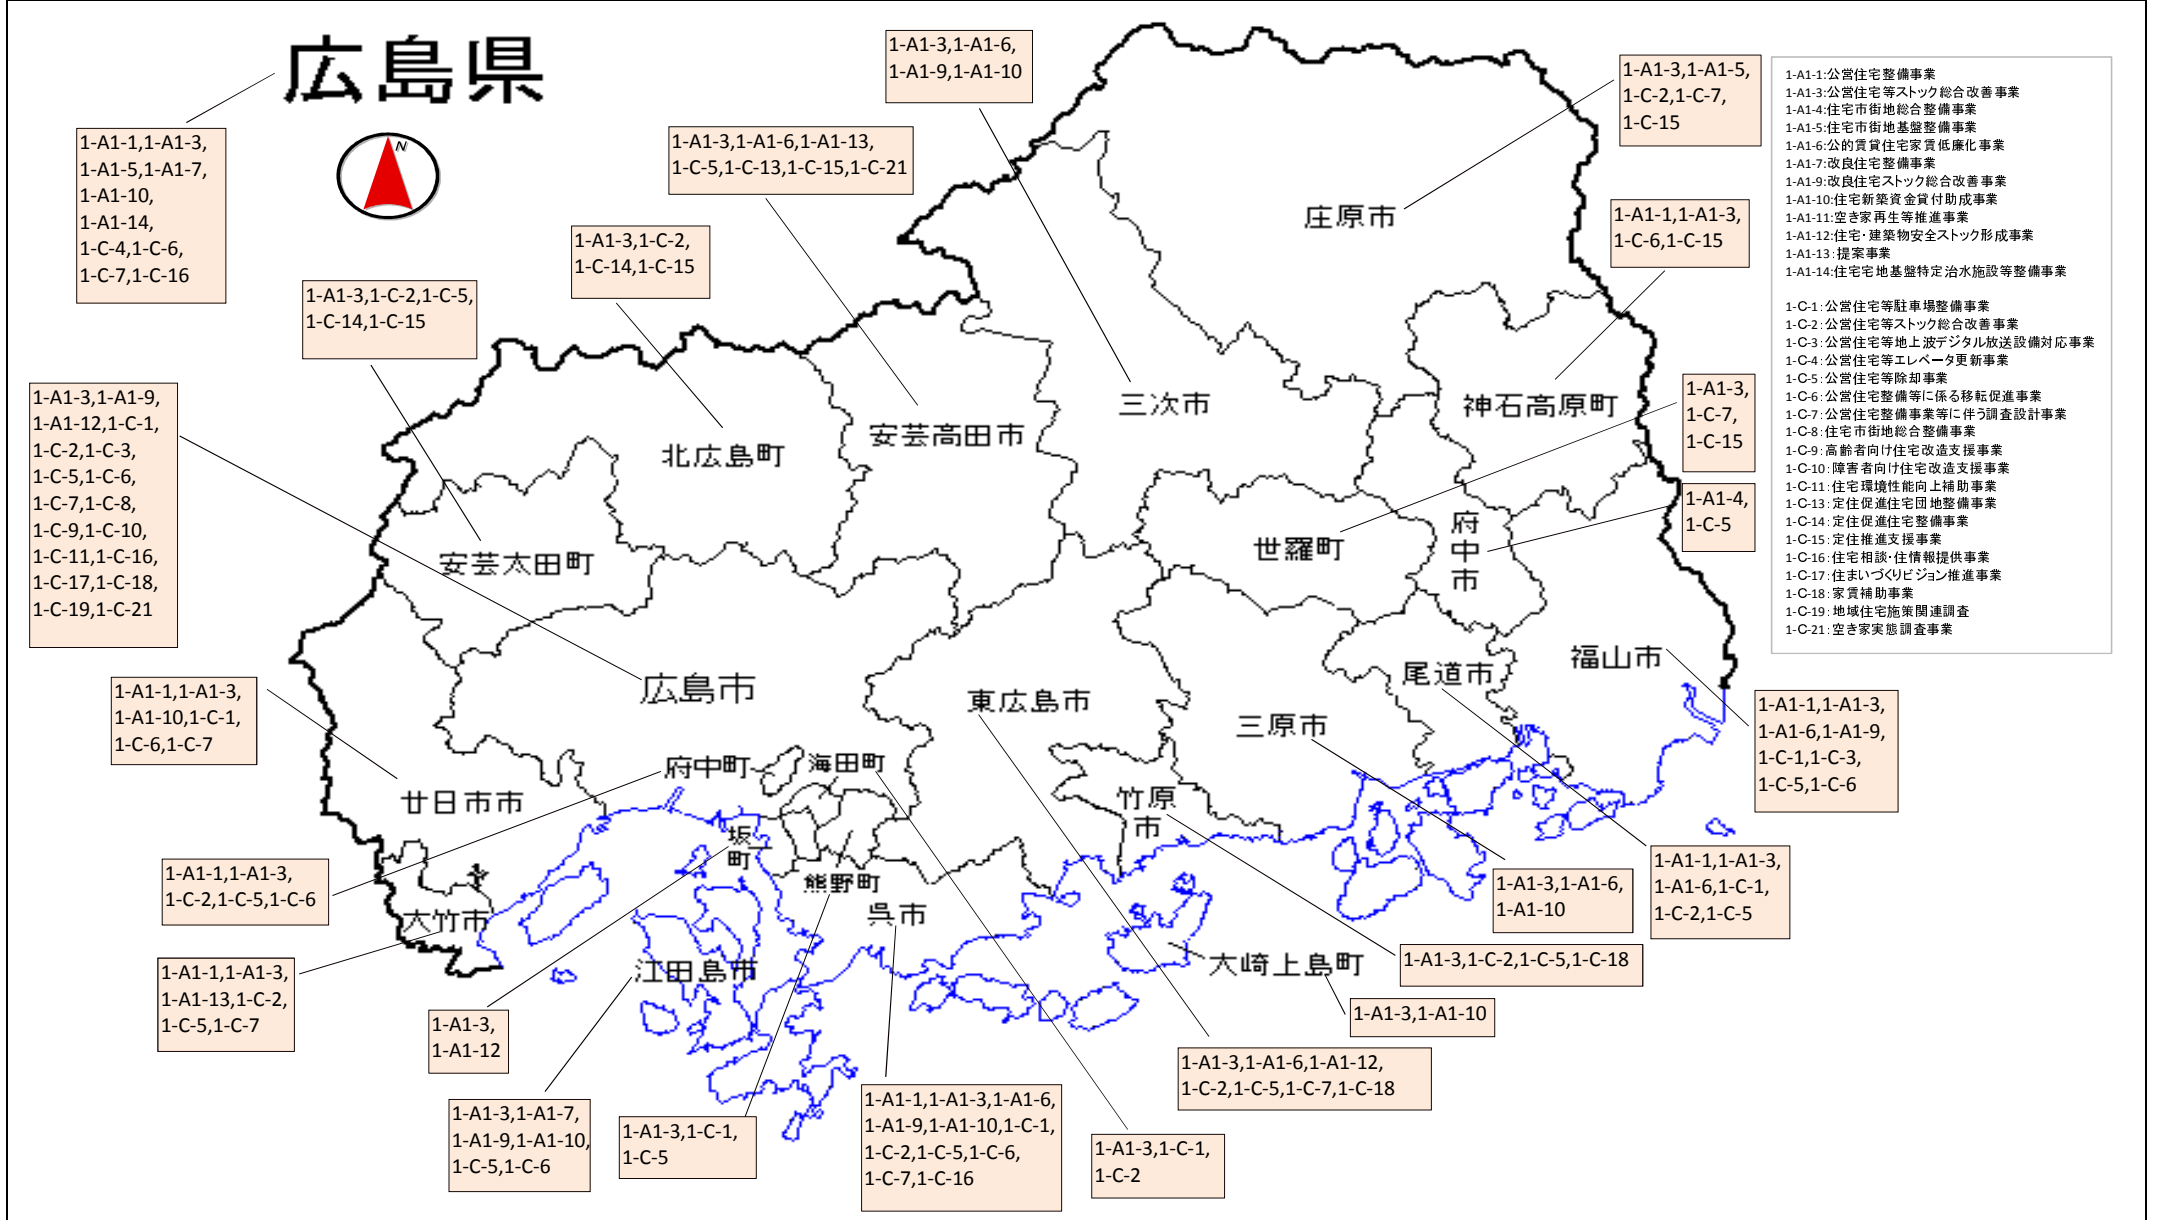 広島県
N
1-A1-1,1-A1-3,
1-A1-5,1-A1-7,
1-A1-10,
1-A1-14,
1-C-4,1-C-6,
1-C-7,1-C-16
1-A1-3,1-A1-6,
1-A1-9,1-A1-10
1-A1-3,1-A1-5,
1-C-2,1-C-7,
1-C-15
1-A1-3,1-A1-6,1-A1-13,
1-C-5,1-C-13,1-C-15,1-C-21
1-A1-1,1-A1-3,
1-C-6,1-C-15
1-A1-3,1-C-2,
1-C-14,1-C-15
1-A1-3,1-C-2,1-C-5,
1-C-14,1-C-15
1-A1-3,1-A1-9,
1-A1-12,1-C-1,
1-C-2,1-C-3,
1-C-5,1-C-6,
1-C-7,1-C-8,
1-C-9,1-C-10,
1-C-11,1-C-16,
1-C-17,1-C-18,
1-C-19,1-C-21
1-A1-3,
1-C-7,
1-C-15
1-A1-4,
1-C-5
庄原市
三次市
神石高原町
安芸高田市
北広島町
安芸太田町
世羅町
府中市
福山市
尾道市
広島市
東広島市
三原市
府中町
海田町
廿日市市
竹原市
坂町
熊野町
大竹市
呉市
江田島市
大崎上島町
1-A1-1,1-A1-3,
1-A1-10,1-C-1,
1-C-6,1-C-7
1-A1-1,1-A1-3,
1-A1-6,1-A1-9,
1-C-1,1-C-3,
1-C-5,1-C-6
1-A1-1,1-A1-3,
1-C-2,1-C-5,1-C-6
1-A1-1,1-A1-3,
1-A1-6,1-C-1,
1-C-2,1-C-5
1-A1-3,1-A1-6,
1-A1-10
1-A1-3,1-C-2,1-C-5,1-C-18
1-A1-1,1-A1-3,
1-A1-13,1-C-2,
1-C-5,1-C-7
1-A1-3,1-A1-10
1-A1-3,
1-A1-12
1-A1-3,1-A1-6,1-A1-12,
1-C-2,1-C-5,1-C-7,1-C-18
1-A1-3,1-A1-7,
1-A1-9,1-A1-10,
1-C-5,1-C-6
1-A1-3,1-C-1,
1-C-5
1-A1-1,1-A1-3,1-A1-6,
1-A1-9,1-A1-10,1-C-1,
1-C-2,1-C-5,1-C-6,
1-C-7,1-C-16
1-A1-3,1-C-1,
1-C-2
1-A1-1:公営住宅整備事業
1-A1-3:公営住宅等ストック総合改善事業
1-A1-4:住宅市街地総合整備事業
1-A1-5:住宅市街地基盤整備事業
1-A1-6:公的賃貸住宅家賃低廉化事業
1-A1-7:改良住宅整備事業
1-A1-9:改良住宅ストック総合改善事業
1-A1-10:住宅新築資金貸付助成事業
1-A1-11:空き家再生等推進事業
1-A1-12:住宅・建築物安全ストック形成事業
1-A1-13:提案事業
1-A1-14:住宅宅地基盤特定治水施設等整備事業
1-C-1:公営住宅等駐車場整備事業
1-C-2:公営住宅等ストック総合改善事業
1-C-3:公営住宅等地上波デジタル放送設備対応事業
1-C-4:公営住宅等エレベータ更新事業
1-C-5:公営住宅等除却事業
1-C-6:公営住宅整備等に係る移転促進事業
1-C-7:公営住宅整備事業等に伴う調査設計事業
1-C-8:住宅市街地総合整備事業
1-C-9:高齢者向け住宅改造支援事業
1-C-10:障害者向け住宅改造支援事業
1-C-11:住宅環境性能向上補助事業
1-C-13:定住促進住宅団地整備事業
1-C-14:定住促進住宅整備事業
1-C-15:定住推進支援事業
1-C-16:住宅相談・住情報提供事業
1-C-17:住まいづくりビジョン推進事業
1-C-18:家賃補助事業
1-C-19:地域住宅施策関連調査
1-C-21:空き家実態調査事業